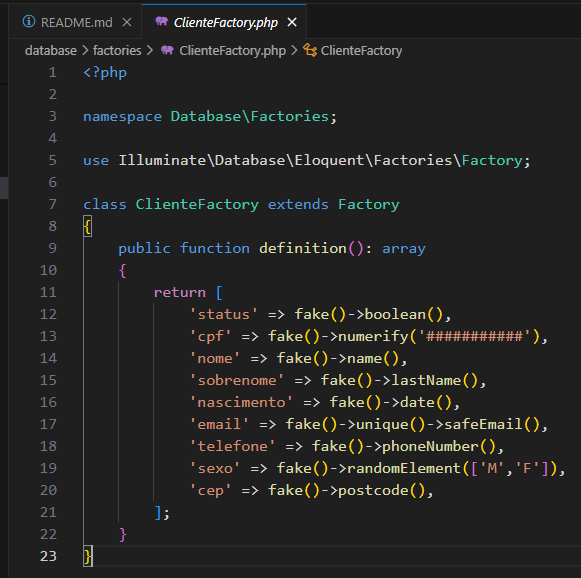 README.md ClienteFactory.php
database > factories > ClienteFactory.php > ClienteFactory
1 <?php
2
3 namespace Database\Factories;
4
5 use Illuminate\Database\Eloquent\Factories\Factory;
6
7 class ClienteFactory extends Factory
8 {
9     public function definition(): array
10     {
11         return [
12             'status' => fake()->boolean(),
13             'cpf' => fake()->numerify('###########'),
14             'nome' => fake()->name(),
15             'sobrenome' => fake()->lastName(),
16             'nascimento' => fake()->date(),
17             'email' => fake()->unique()->safeEmail(),
18             'telefone' => fake()->phoneNumber(),
19             'sexo' => fake()->randomElement(['M','F']),
20             'cep' => fake()->postcode(),
21         ];
22     }
23 }